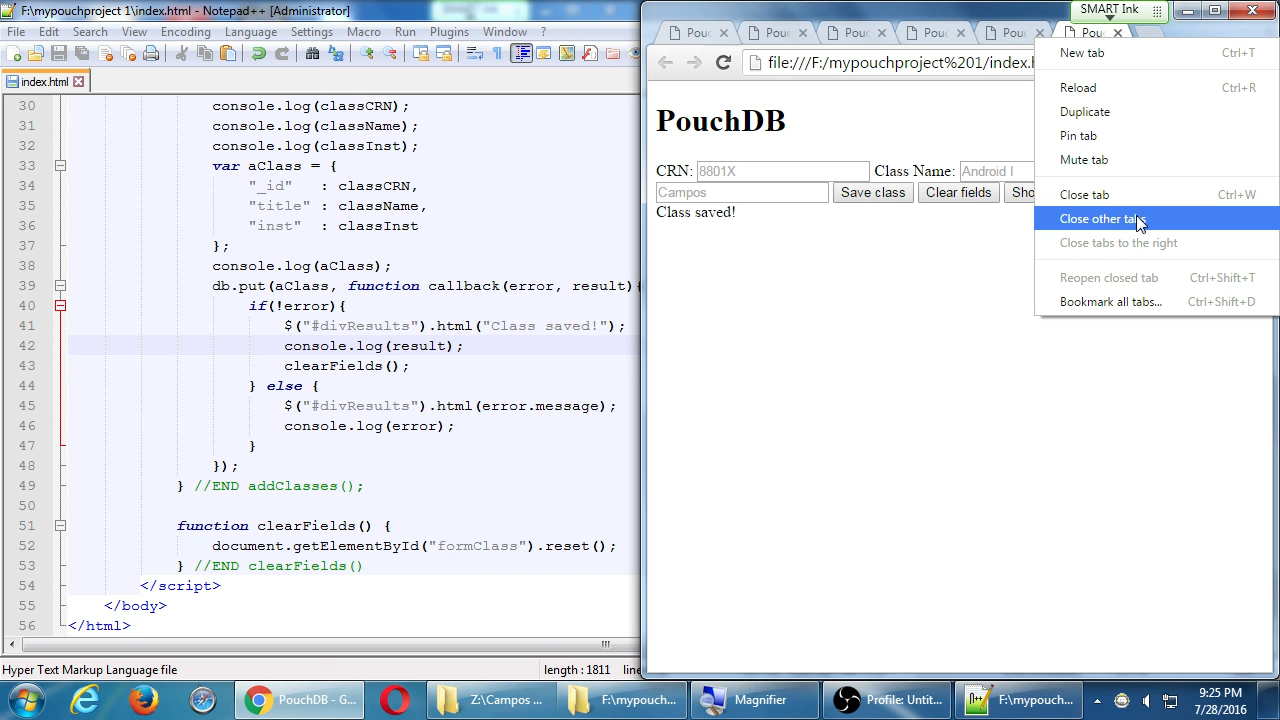 F:\mypouchproject 1\index.html - Notepad++ [Administrator]
File Edit Search View Encoding Language Settings Macro Run Plugins Window ?
index.html
30 console.log(classCRN);
31 console.log(className);
32 console.log(classInst);
33 var aClass = {
34 "_id" : classCRN,
35 "title" : className,
36 "inst" : classInst
37 };
38 console.log(aClass);
39 db.put(aClass, function callback(error, result){
40 if(!error){
41 $("#divResults").html("Class saved!");
42 console.log(result);
43 clearFields();
44 } else {
45 $("#divResults").html(error.message);
46 console.log(error);
47 }
48 });
49 } //END addClasses();
50
51 function clearFields() {
52 document.getElementById("formClass").reset();
53 } //END clearFields()
54 </script>
55 </body>
56 </html>
Hyper Text Markup Language file length : 1811 line
SMART Ink
Pouc Pouc Pouc Pouc Pouc Pouc
file:///F:/mypouchproject%201/index.h
PouchDB
CRN: 8801X Class Name: Android I
Campos Save class Clear fields Sho
Class saved!
New tab Ctrl+T
Reload Ctrl+R
Duplicate
Pin tab
Mute tab
Close tab Ctrl+W
Close other tabs
Close tabs to the right
Reopen closed tab Ctrl+Shift+T
Bookmark all tabs... Ctrl+Shift+D
PouchDB - G...
Z:\Campos ...
F:\mypouch...
Magnifier
Profile: Untit...
F:\mypouch...
9:25 PM
7/28/2016